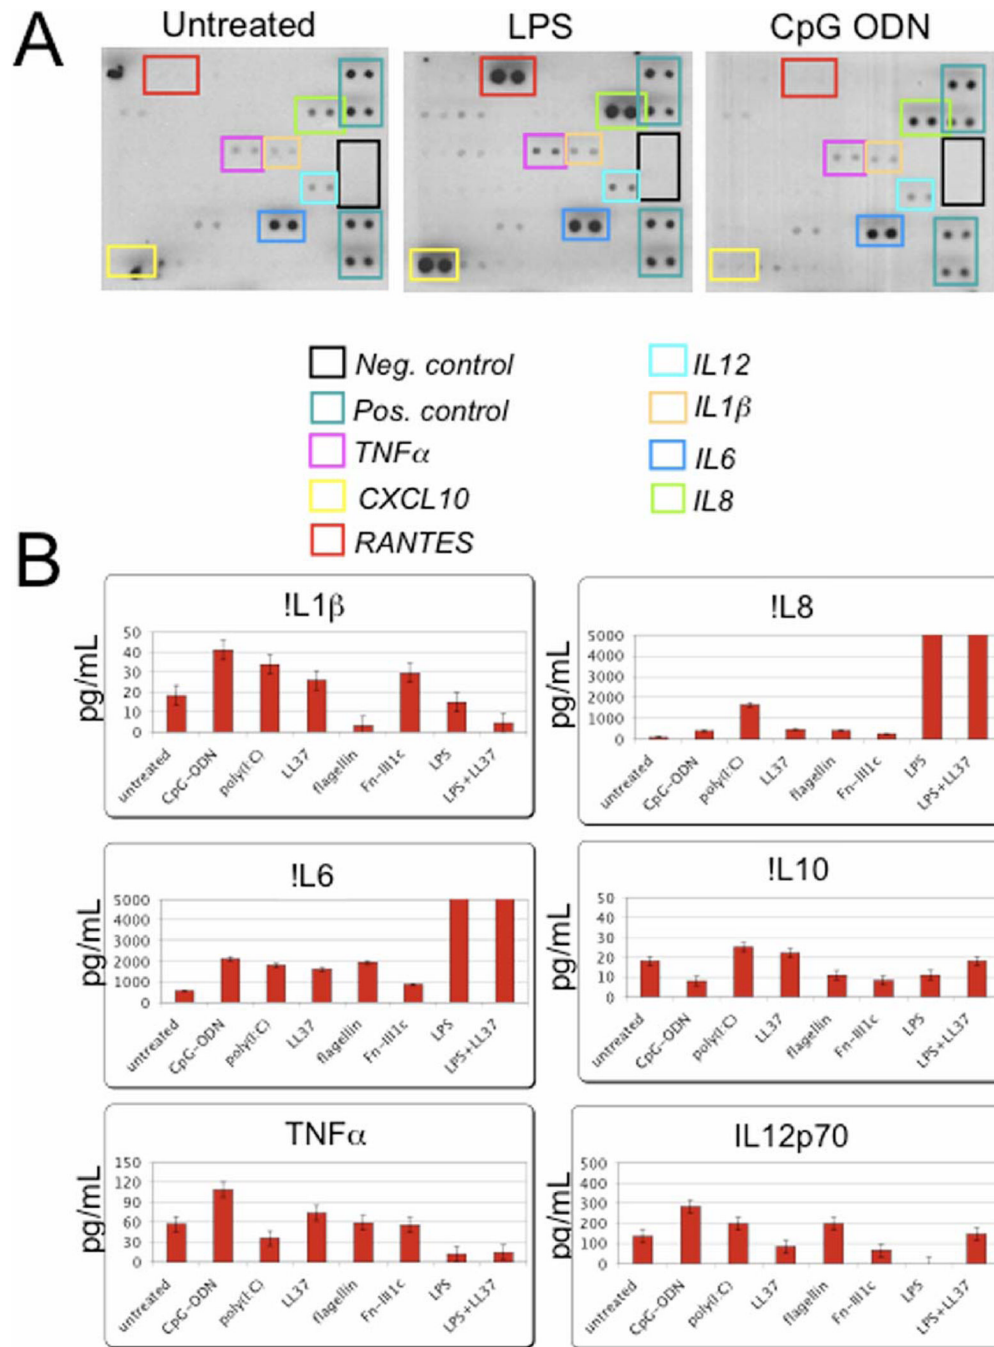 A
Untreated LPS CpG ODN
Neg. control
Pos. control
TNFα
CXCL10
RANTES
IL12
IL1β
IL6
IL8
B
!L1β
pg/mL
50
40
30
20
10
0
untreated CpG-ODN poly(I:C) LL37 flagellin Fn-III1c LPS LPS+LL37
!L8
pg/mL
5000
4000
3000
2000
1000
0
untreated CpG-ODN poly(I:C) LL37 flagellin Fn-III1c LPS LPS+LL37
!L6
pg/mL
5000
4000
3000
2000
1000
0
untreated CpG-ODN poly(I:C) LL37 flagellin Fn-III1c LPS LPS+LL37
!L10
pg/mL
50
40
30
20
10
0
untreated CpG-ODN poly(I:C) LL37 flagellin Fn-III1c LPS LPS+LL37
TNFα
pg/mL
150
120
90
60
30
0
untreated CpG-ODN poly(I:C) LL37 flagellin Fn-III1c LPS LPS+LL37
IL12p70
pg/mL
500
400
300
200
100
0
untreated CpG-ODN poly(I:C) LL37 flagellin Fn-III1c LPS LPS+LL37